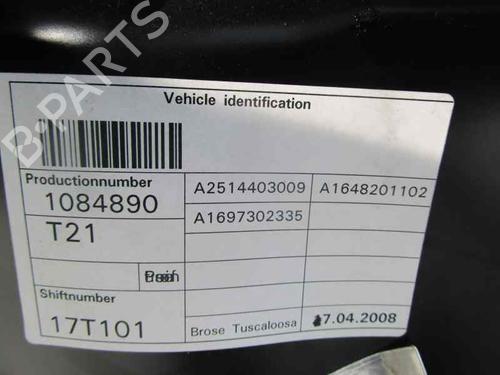 B-PARTS
Vehicle identification
Productionnumber
1084890
T21
A2514403009 A1648201102
A1697302335
Shiftnumber
17T101
Brose Tuscaloosa
7.04.2008